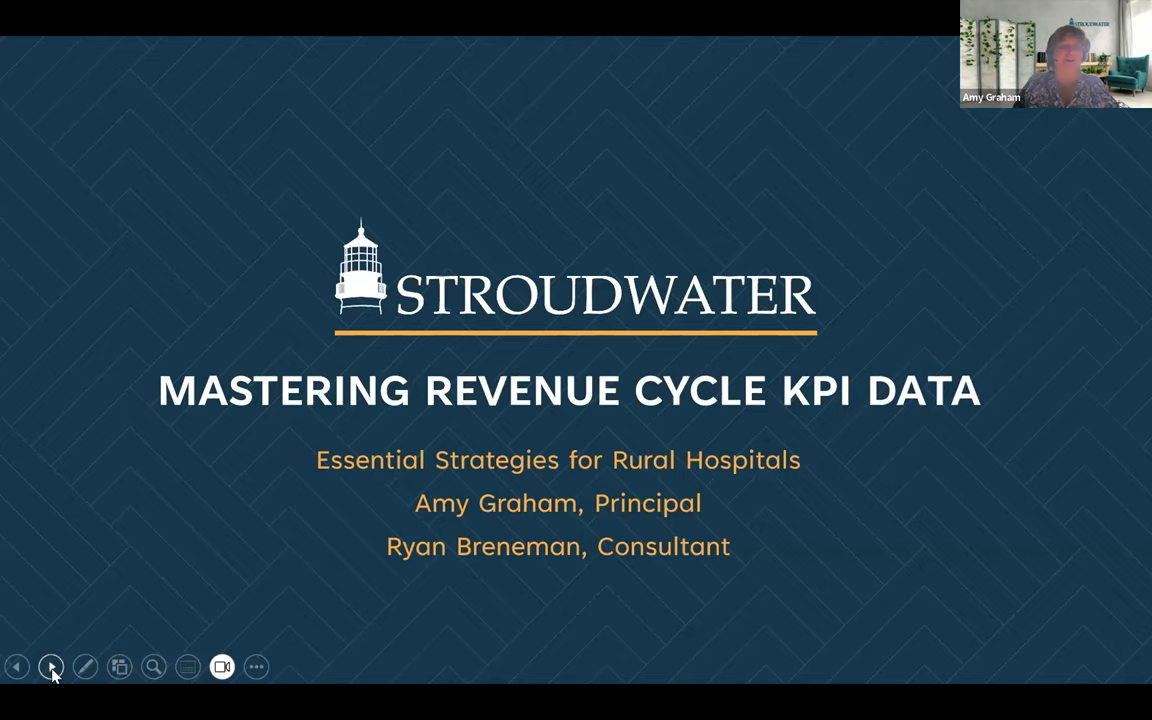 STROUDWATER
Amy Graham
STROUDWATER
MASTERING REVENUE CYCLE KPI DATA
Essential Strategies for Rural Hospitals
Amy Graham, Principal
Ryan Breneman, Consultant